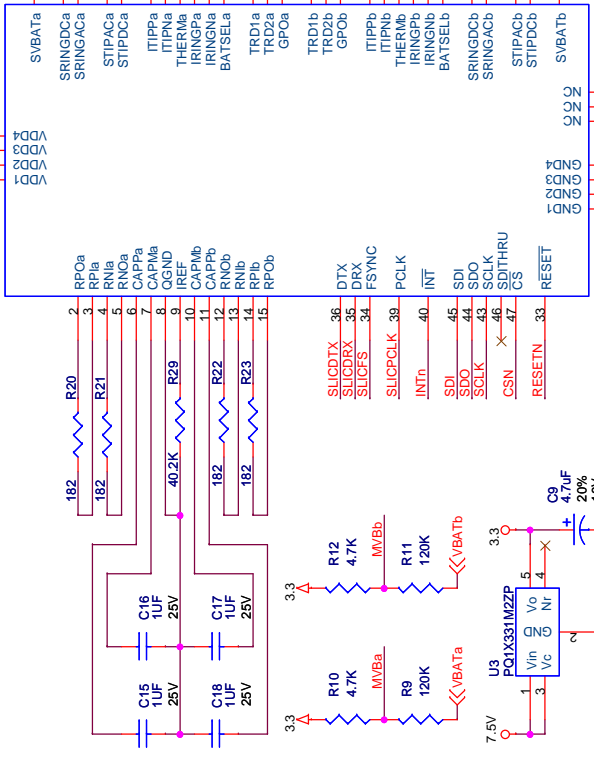 SVBATa
SRINGDCa
SRINGACa
STIPACa
STIPDCa
ITIPPa
ITIPNa
THERMa
IRINGPa
IRINGNa
BATSELa
TRD1a
TRD2a
GPOa
TRD1b
TRD2b
GPOb
ITIPPb
ITIPNb
THERMb
IRINGPb
IRINGNb
BATSELb
SRINGDCb
SRINGACb
STIPACb
STIPDCb
SVBATb
NC
NC
NC
VDD4
VDD3
VDD2
VDD1
GND4
GND3
GND2
GND1
RPOa
RPIa
RNIa
RNOa
CAPPa
CAPMa
QGND
IREF
CAPMb
CAPPb
RNOb
RNIb
RPIb
RPOb
DTX
DRX
FSYNC
PCLK
INT
SDI
SDO
SCLK
SDITHRU
CS
RESET
2
3
4
5
6
7
8
9
10
11
12
13
14
15
36
35
34
39
40
45
44
43
46
47
33
SLICDTX
SLICDRX
SLICFS
SLICPCLK
INTn
SDI
SDO
SCLK
CSN
RESETN
R20
182
R21
182
R29
40.2K
R22
182
R23
182
C16
1UF
25V
C17
1UF
25V
C15
1UF
25V
C18
1UF
25V
3.3
R12
4.7K
MVBb
R11
120K
VBATb
3.3
R10
4.7K
MVBa
R9
120K
VBATa
C9
4.7uF
20%
3.3
5
4
U3
PQ1X331M2ZP
Vo
Nr
GND
Vin
Vc
2
1
3
7.5V